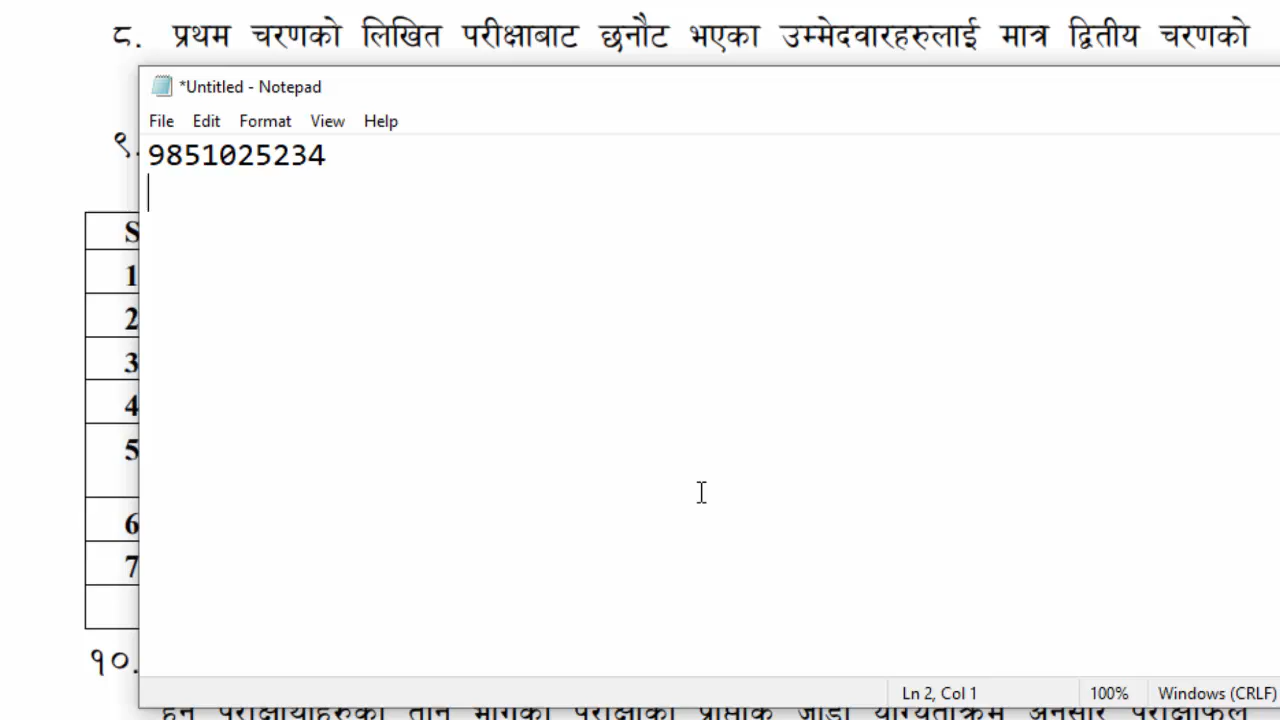 ८. प्रथम चरणको लिखित परीक्षाबाट छनौट भएका उम्मेदवारहरुलाई मात्र द्वितीय चरणको
*Untitled - Notepad
File Edit Format View Help
९.
9851025234
S
1
2
3
4
5
6
7
१०.
Ln 2, Col 1 100% Windows (CRLF)